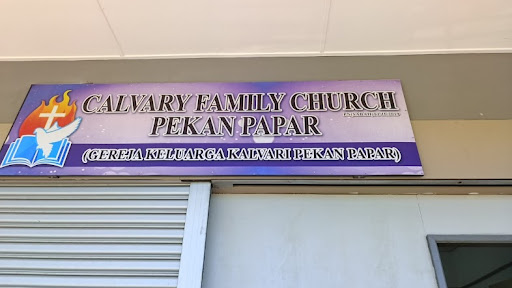 CALVARY FAMILY CHURCH
PEKAN PAPAR
(GEREJA KELUARGA KALVARI PEKAN PAPAR)